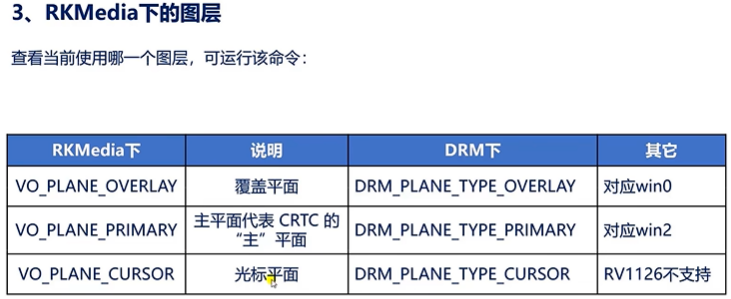 3、RKMedia下的图层
查看当前使用哪一个图层，可运行该命令：
RKMedia下 说明 DRM下 其它
VO_PLANE_OVERLAY 覆盖平面 DRM_PLANE_TYPE_OVERLAY 对应win0
VO_PLANE_PRIMARY 主平面代表 CRTC 的 DRM_PLANE_TYPE_PRIMARY 对应win2
“主”平面
VO_PLANE_CURSOR 光标平面 DRM_PLANE_TYPE_CURSOR RV1126不支持